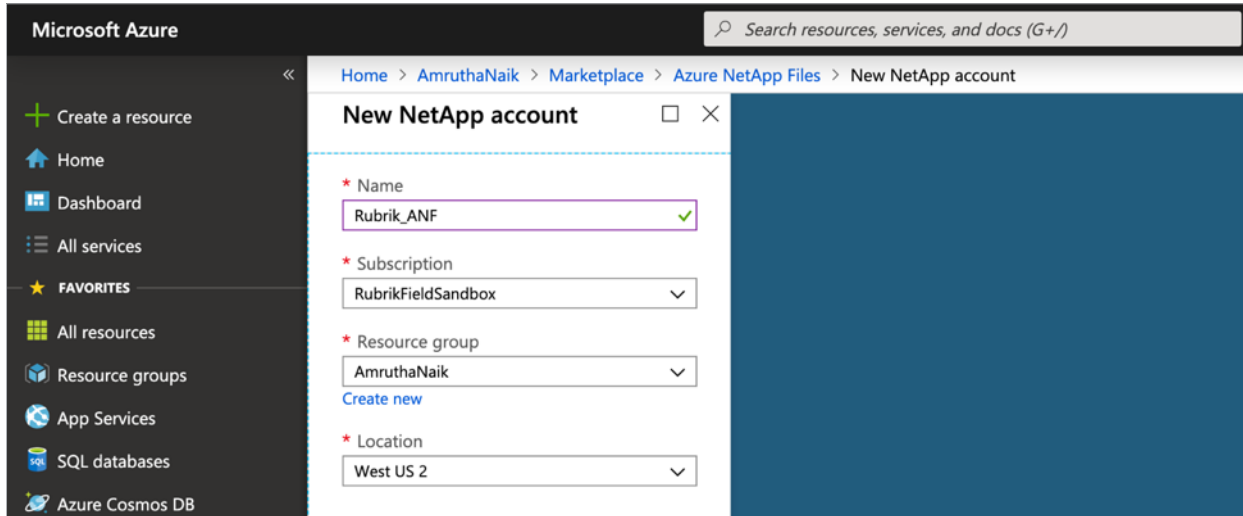 Microsoft Azure
Search resources, services, and docs (G+/)
«
Home > AmruthaNaik > Marketplace > Azure NetApp Files > New NetApp account
Create a resource
Home
Dashboard
All services
FAVORITES
All resources
Resource groups
App Services
SQL databases
Azure Cosmos DB
New NetApp account
* Name
Rubrik_ANF
* Subscription
RubrikFieldSandbox
* Resource group
AmruthaNaik
Create new
* Location
West US 2